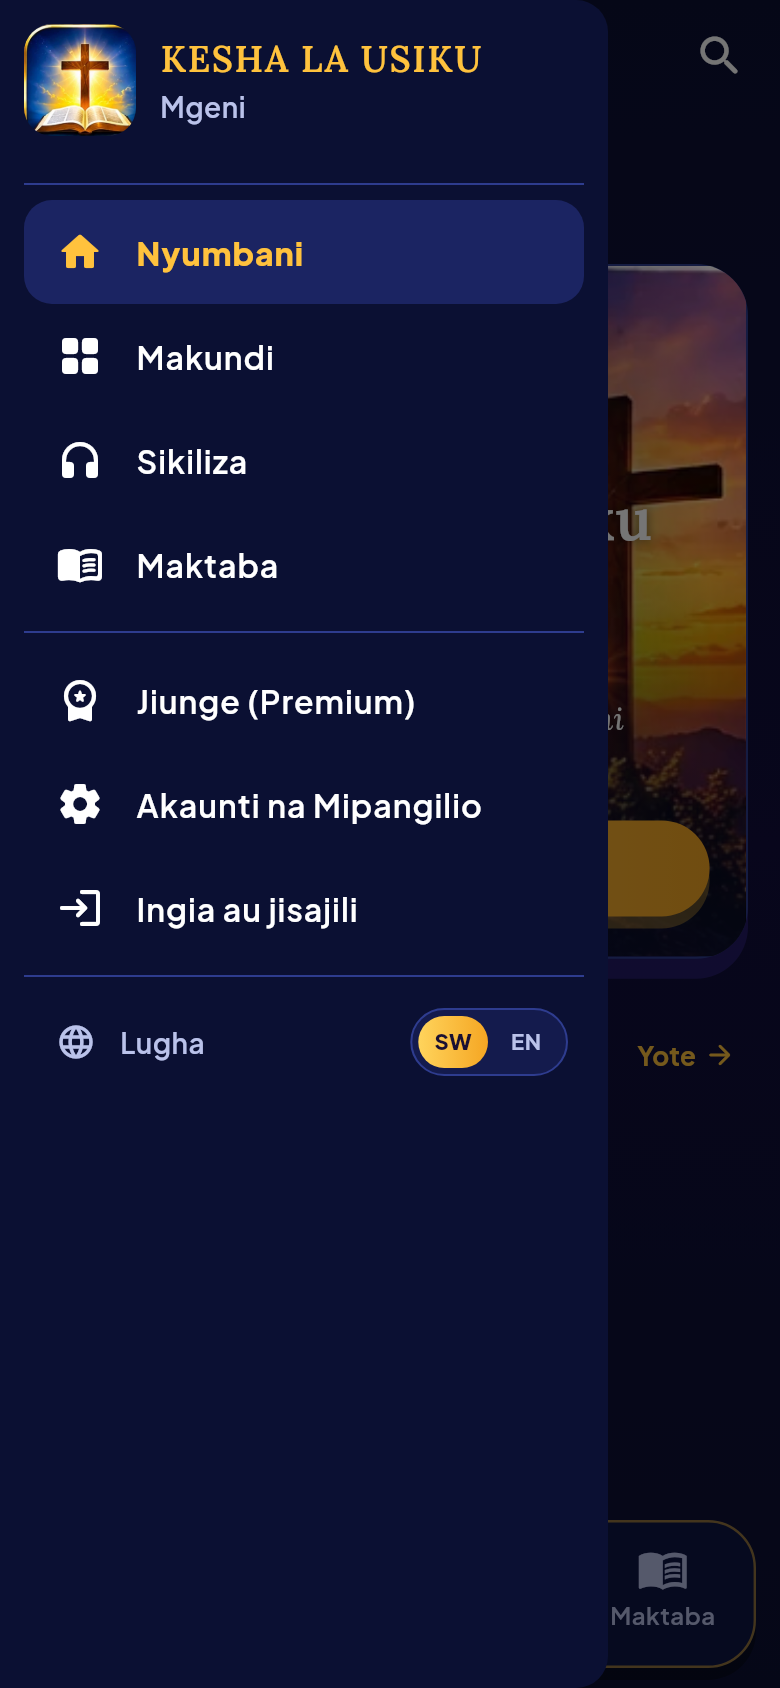 KESHA LA USIKU
Mgeni
Nyumbani
Makundi
Sikiliza
Maktaba
Jiunge (Premium)
Akaunti na Mipangilio
Ingia au jisajili
Lugha
SW EN
Yote
Maktaba